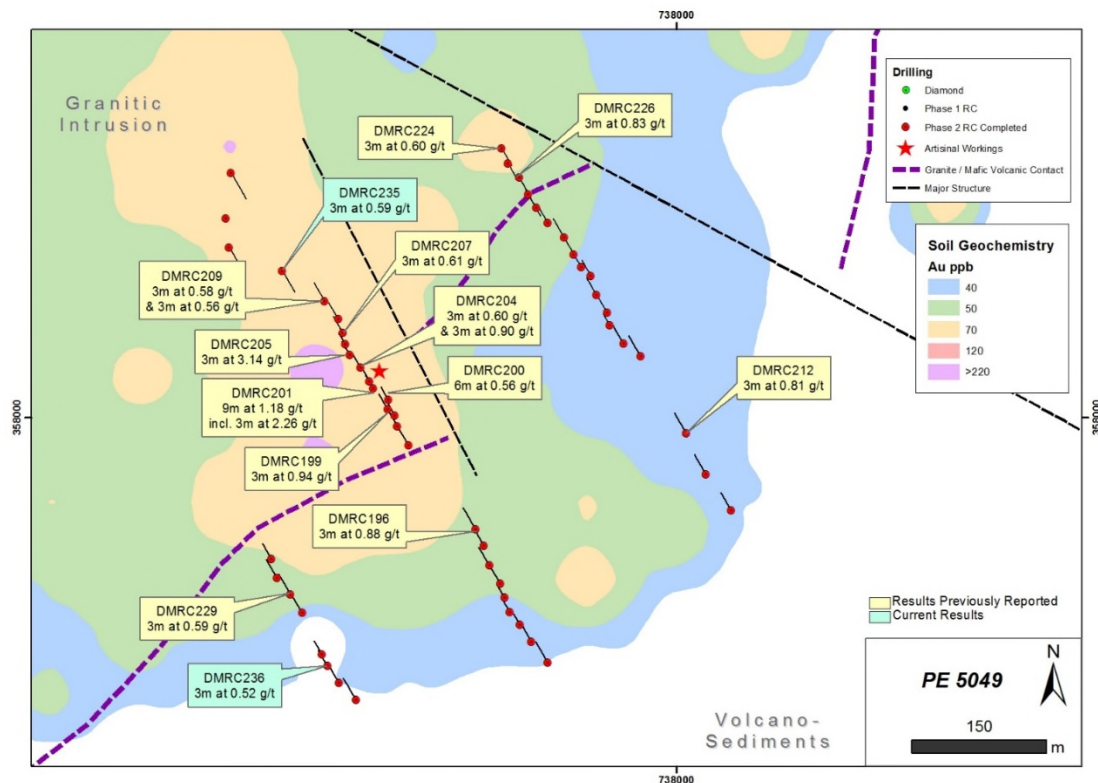 738000
Granitic
Intrusion
DMRC224
3m at 0.60 g/t
DMRC226
3m at 0.83 g/t
Drilling
Diamond
Phase 1 RC
Phase 2 RC Completed
Artisinal Workings
Granite / Mafic Volcanic Contact
Major Structure
DMRC235
3m at 0.59 g/t
DMRC207
3m at 0.61 g/t
DMRC209
3m at 0.58 g/t
& 3m at 0.56 g/t
DMRC204
3m at 0.60 g/t
& 3m at 0.90 g/t
Soil Geochemistry
Au ppb
40
50
70
120
>220
DMRC205
3m at 3.14 g/t
DMRC200
6m at 0.56 g/t
DMRC201
9m at 1.18 g/t
incl. 3m at 2.26 g/t
DMRC212
3m at 0.81 g/t
358000
358000
DMRC199
3m at 0.94 g/t
DMRC196
3m at 0.88 g/t
DMRC229
3m at 0.59 g/t
Results Previously Reported
Current Results
DMRC236
3m at 0.52 g/t
Volcano-
Sediments
PE 5049
N
150
m
738000